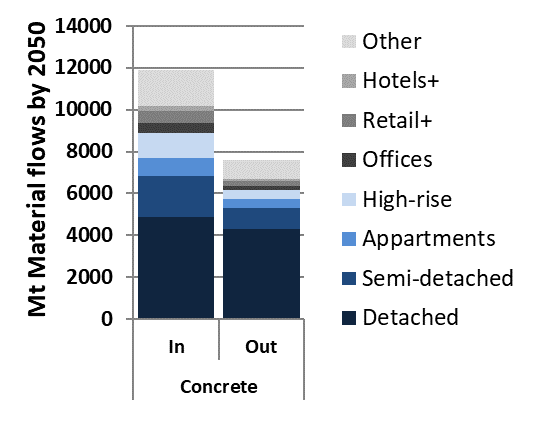 Mt Material flows by 2050
14000
12000
10000
8000
6000
4000
2000
0
In
Out
Concrete
Other
Hotels+
Retail+
Offices
High-rise
Appartments
Semi-detached
Detached